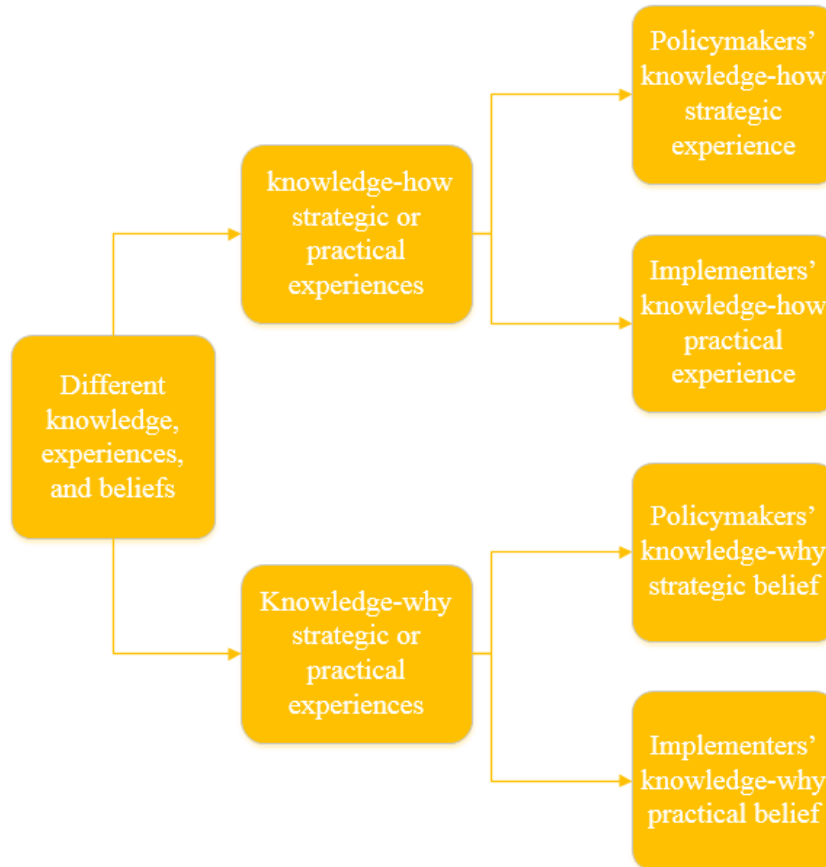 Policymakers’
knowledge-how
strategic
experience
knowledge-how
strategic or
practical
experiences
Implementers’
knowledge-how
practical
experience
Different
knowledge,
experiences,
and beliefs
Policymakers’
knowledge-why
strategic belief
Knowledge-why
strategic or
practical
experiences
Implementers’
knowledge-why
practical belief